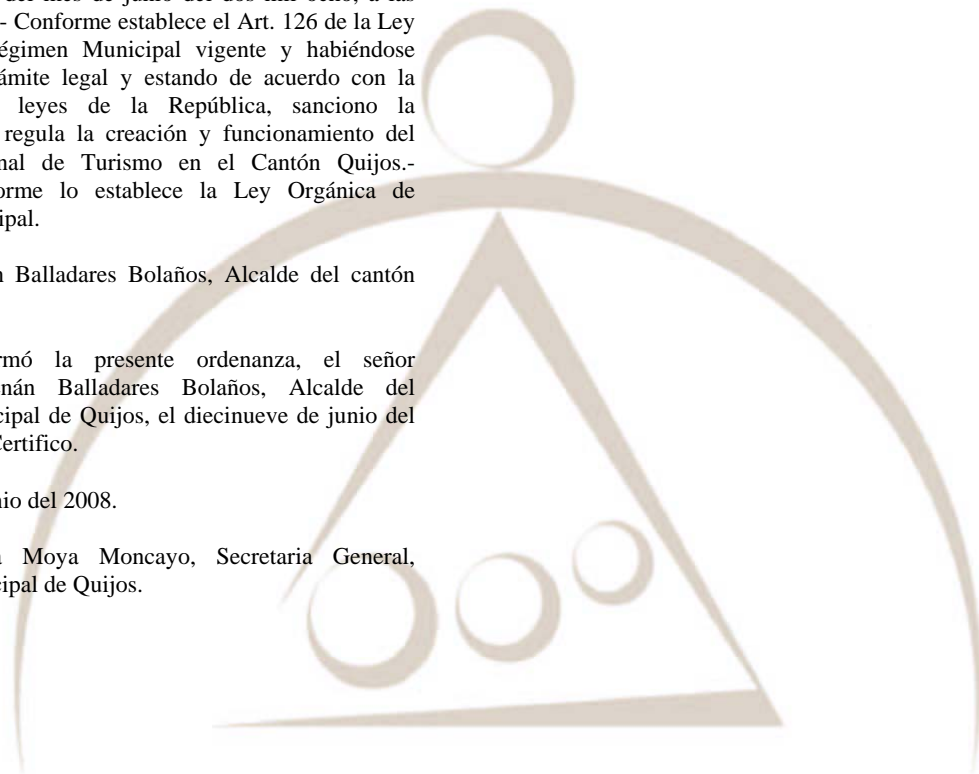 del mes de junio del dos mil ocho, a las
- Conforme establece el Art. 126 de la Ley
égimen Municipal vigente y habiéndose
ámite legal y estando de acuerdo con la
leyes de la República, sanciono la
regula la creación y funcionamiento del
nal de Turismo en el Cantón Quijos.-
orme lo establece la Ley Orgánica de
ipal.
n Balladares Bolaños, Alcalde del cantón
rmó la presente ordenanza, el señor
nán Balladares Bolaños, Alcalde del
cipal de Quijos, el diecinueve de junio del
Certifico.
nio del 2008.
a Moya Moncayo, Secretaria General,
cipal de Quijos.